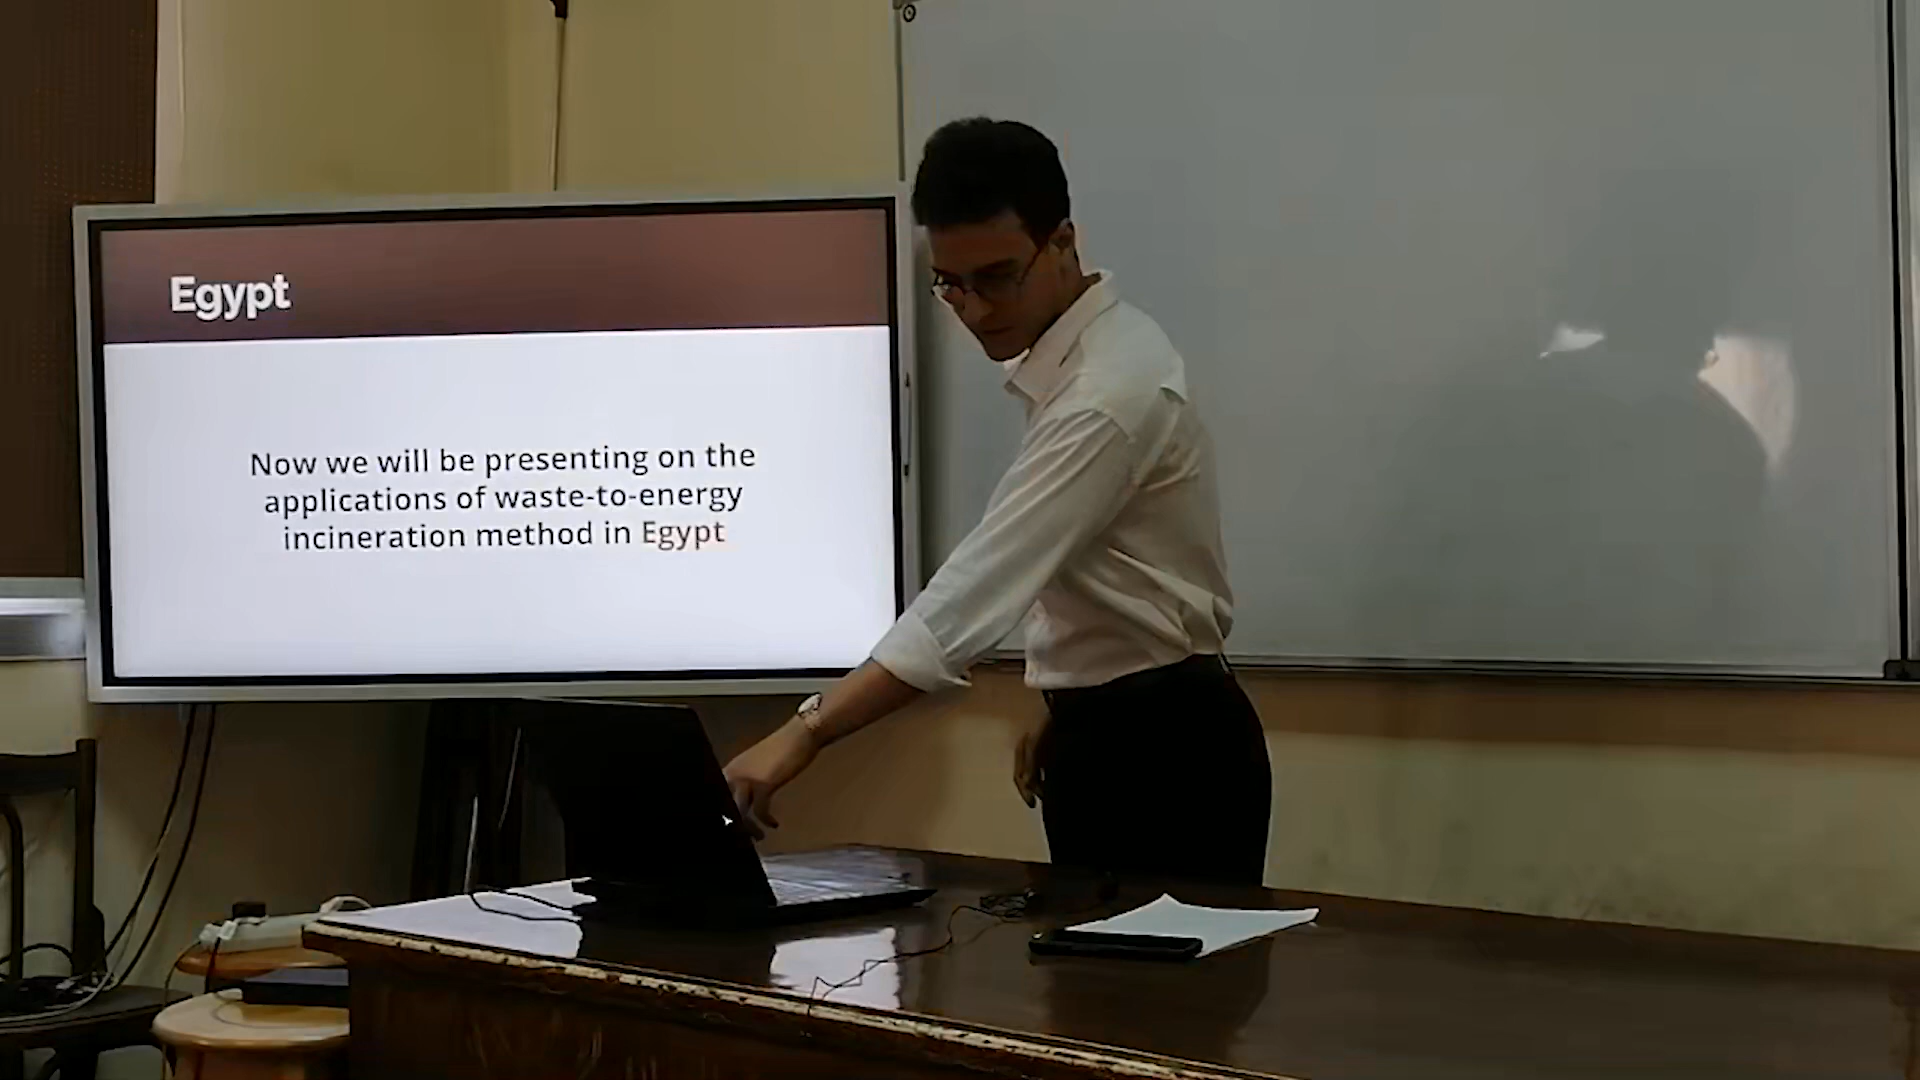 Egypt
Now we will be presenting on the
applications of waste-to-energy
incineration method in Egypt